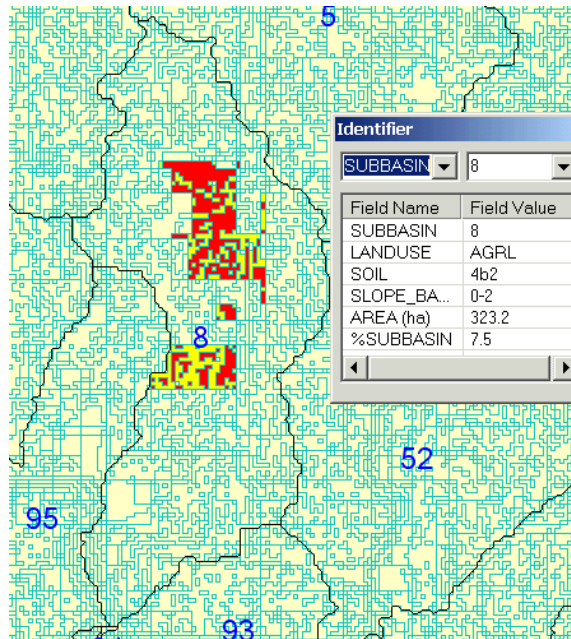 5
Identifier
SUBBASIN 8
Field Name Field Value
SUBBASIN 8
LANDUSE AGRL
SOIL 4b2
SLOPE_BA... 0-2
AREA (ha) 323.2
%SUBBASIN 7.5
8
52
95
93